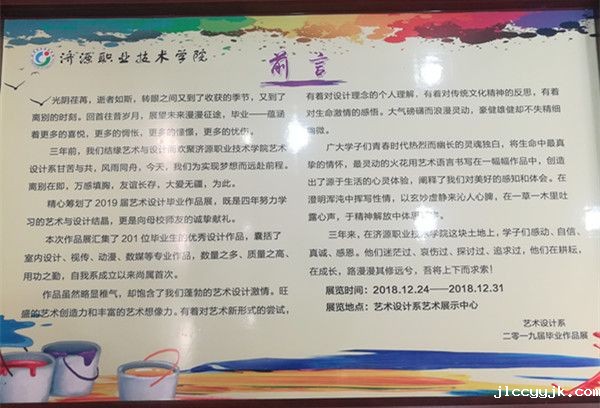 济源职业技术学院
前言
光阴荏苒，逝者如斯，转眼之间又到了收获的季节，又到了
离别的时刻。回首往昔岁月，展望未来漫漫征途，毕业——蕴涵
着更多的喜悦，更多的惆怅，更多的憧憬，更多的忧伤。
三年前，我们结缘艺术与设计而欢聚济源职业技术学院艺术
设计系甘苦与共，风雨同舟，今天，我们为实现梦想而远赴前程。
离别在即，万感填胸，友谊长存，大爱无疆，为此。
精心筹划了2019届艺术设计毕业作品展，既是四年努力学
习的艺术与设计结晶，更是向母校师友的诚挚献礼。
本次作品展汇集了201位毕业生的优秀设计作品，囊括了
室内设计、视传、动漫、数媒等专业作品，数量之多、质量之高、
用功之勤，自我系成立以来尚属首次。
作品虽然略显稚气，却饱含了我们蓬勃的艺术设计激情。旺
盛的艺术创造力和丰富的艺术想像力。有着对艺术新形式的尝试，
有着对设计理念的个人理解，有着对传统文化精神的反思，有着
对生命激情的感悟。大气磅礴而浪漫灵动，豪健雄健却不失精细
微。
广大学子们青春时代热烈而幽长的灵魂独白，将生命中最真
挚的情怀，最灵动的火花用艺术语言书写在一幅幅作品中，创造
出了源于生活的心灵体验，阐释了我们对美好的感知和体会。在
澄明浑沌中挥写性情，以玄妙虚静来沁人心脾，在一草一木里吐
露心声，于精神解放中体
三年来，在济源职业技术学院这块土地上，学子们感动、自信、
真诚、感恩。他们迷茫过、哀伤过、探讨过、追求过，他们在耕耘，
在成长，路漫漫其修远兮，吾将上下而求索！
展览时间：2018.12.24——2018.12.31
展览地点：艺术设计系艺术展示中心
艺术设计系
二零一九届毕业作品展
jlccyyjk.com